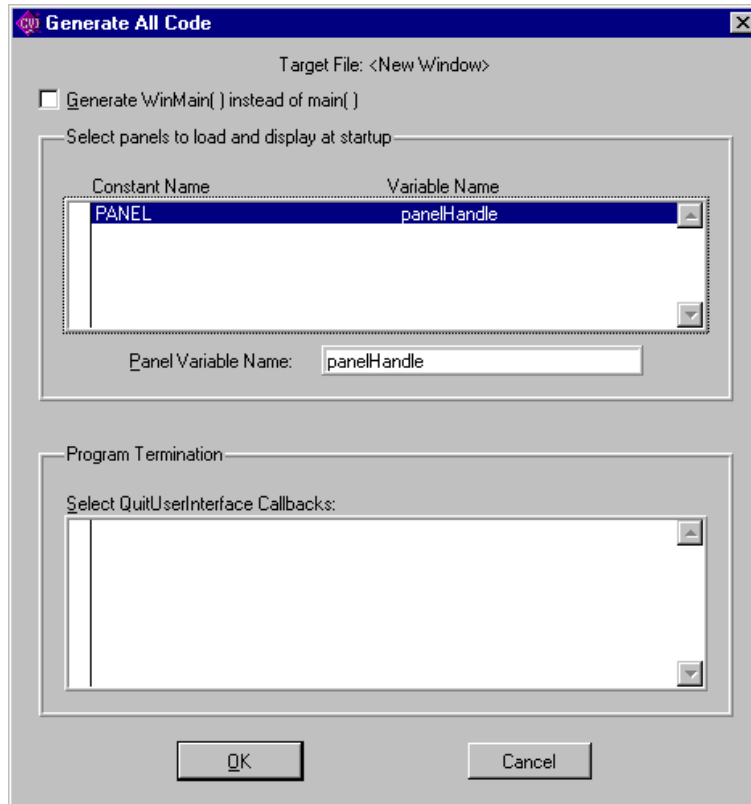 CVI Generate All Code
Target File: <New Window>
Generate WinMain( ) instead of main( )
Select panels to load and display at startup
Constant Name Variable Name
PANEL panelHandle
Panel Variable Name: panelHandle
Program Termination
Select QuitUserInterface Callbacks:
OK Cancel